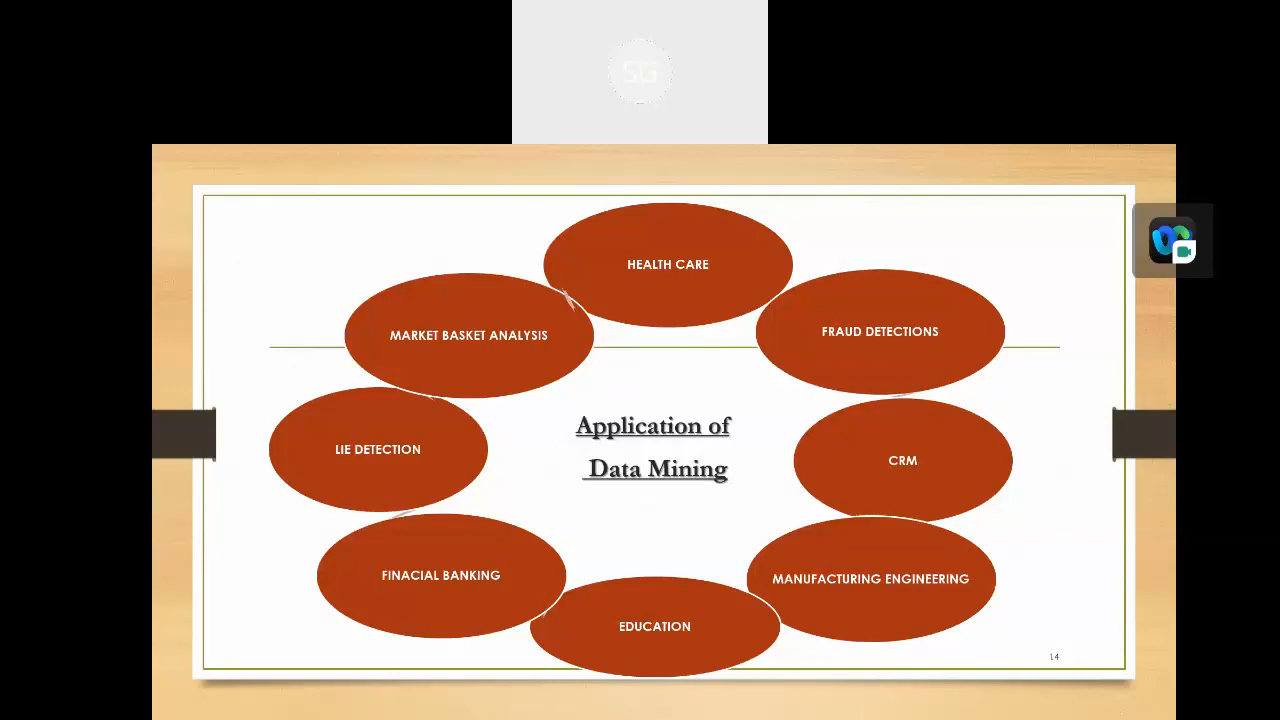 SG
HEALTH CARE
MARKET BASKET ANALYSIS
FRAUD DETECTIONS
Application of
Data Mining
LIE DETECTION
CRM
FINACIAL BANKING
MANUFACTURING ENGINEERING
EDUCATION
14